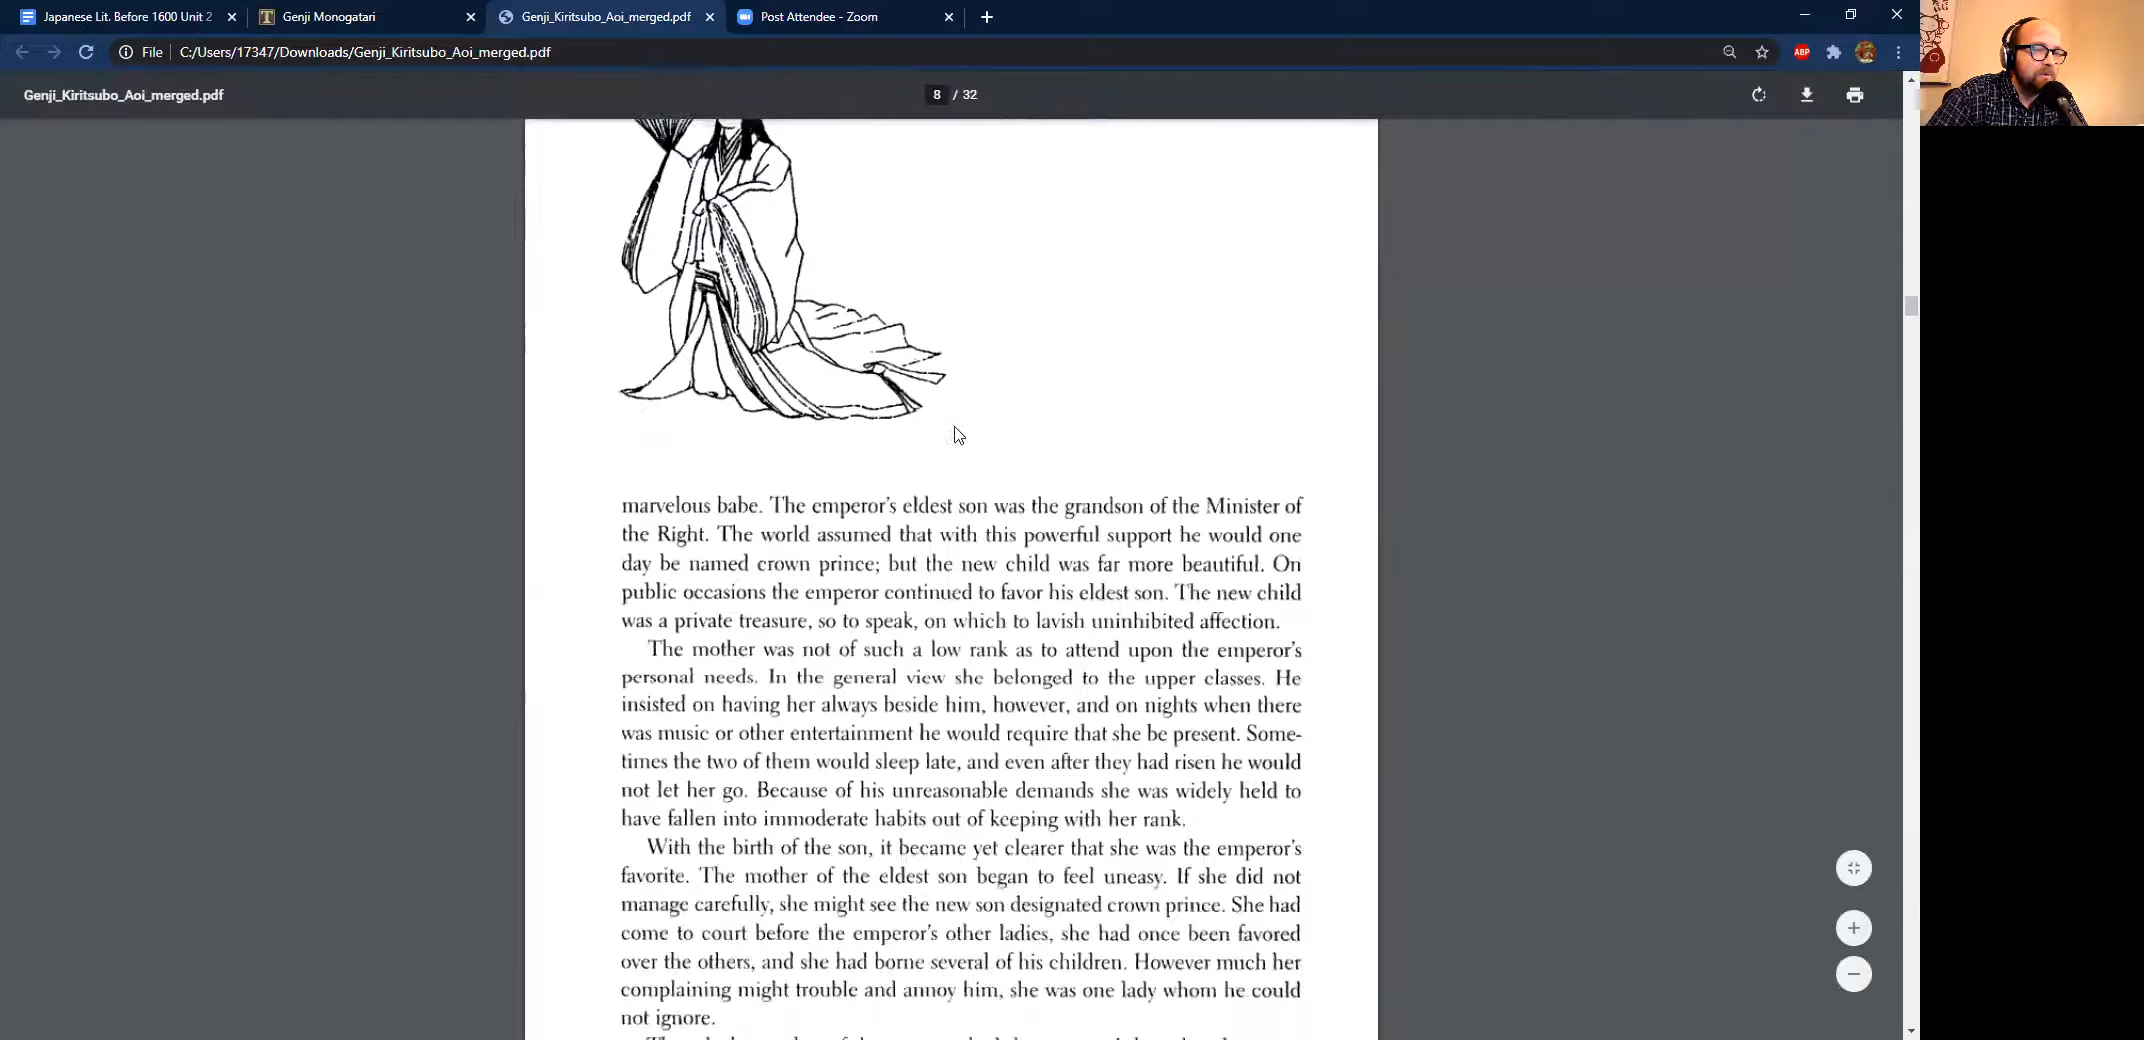 Japanese Lit. Before 1600 Unit 2
Genji Monogatari
Genji_Kiritsubo_Aoi_merged.pdf
Post Attendee - Zoom
File
C:/Users/17347/Downloads/Genji_Kiritsubo_Aoi_merged.pdf
ABP
Genji_Kiritsubo_Aoi_merged.pdf
8 / 32
marvelous babe. The emperor's eldest son was the grandson of the Minister of
the Right. The world assumed that with this powerful support he would one
day be named crown prince; but the new child was far more beautiful. On
public occasions the emperor continued to favor his eldest son. The new child
was a private treasure, so to speak, on which to lavish uninhibited affection.
The mother was not of such a low rank as to attend upon the emperor's
personal needs. In the general view she belonged to the upper classes. He
insisted on having her always beside him, however, and on nights when there
was music or other entertainment he would require that she be present. Some-
times the two of them would sleep late, and even after they had risen he would
not let her go. Because of his unreasonable demands she was widely held to
have fallen into immoderate habits out of keeping with her rank.
With the birth of the son, it became yet clearer that she was the emperor's
favorite. The mother of the eldest son began to feel uneasy. If she did not
manage carefully, she might see the new son designated crown prince. She had
come to court before the emperor's other ladies, she had once been favored
over the others, and she had borne several of his children. However much her
complaining might trouble and annoy him, she was one lady whom he could
not ignore.